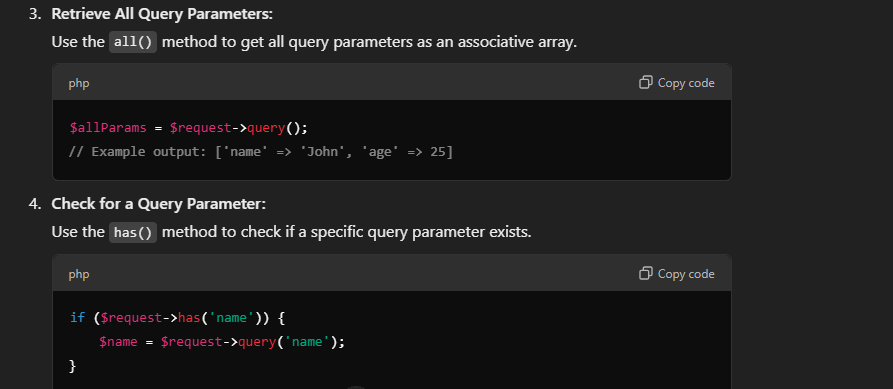 3. Retrieve All Query Parameters:
Use the all() method to get all query parameters as an associative array.
php Copy code
$allParams = $request->query();
// Example output: ['name' => 'John', 'age' => 25]
4. Check for a Query Parameter:
Use the has() method to check if a specific query parameter exists.
php Copy code
if ($request->has('name')) {
    $name = $request->query('name');
}